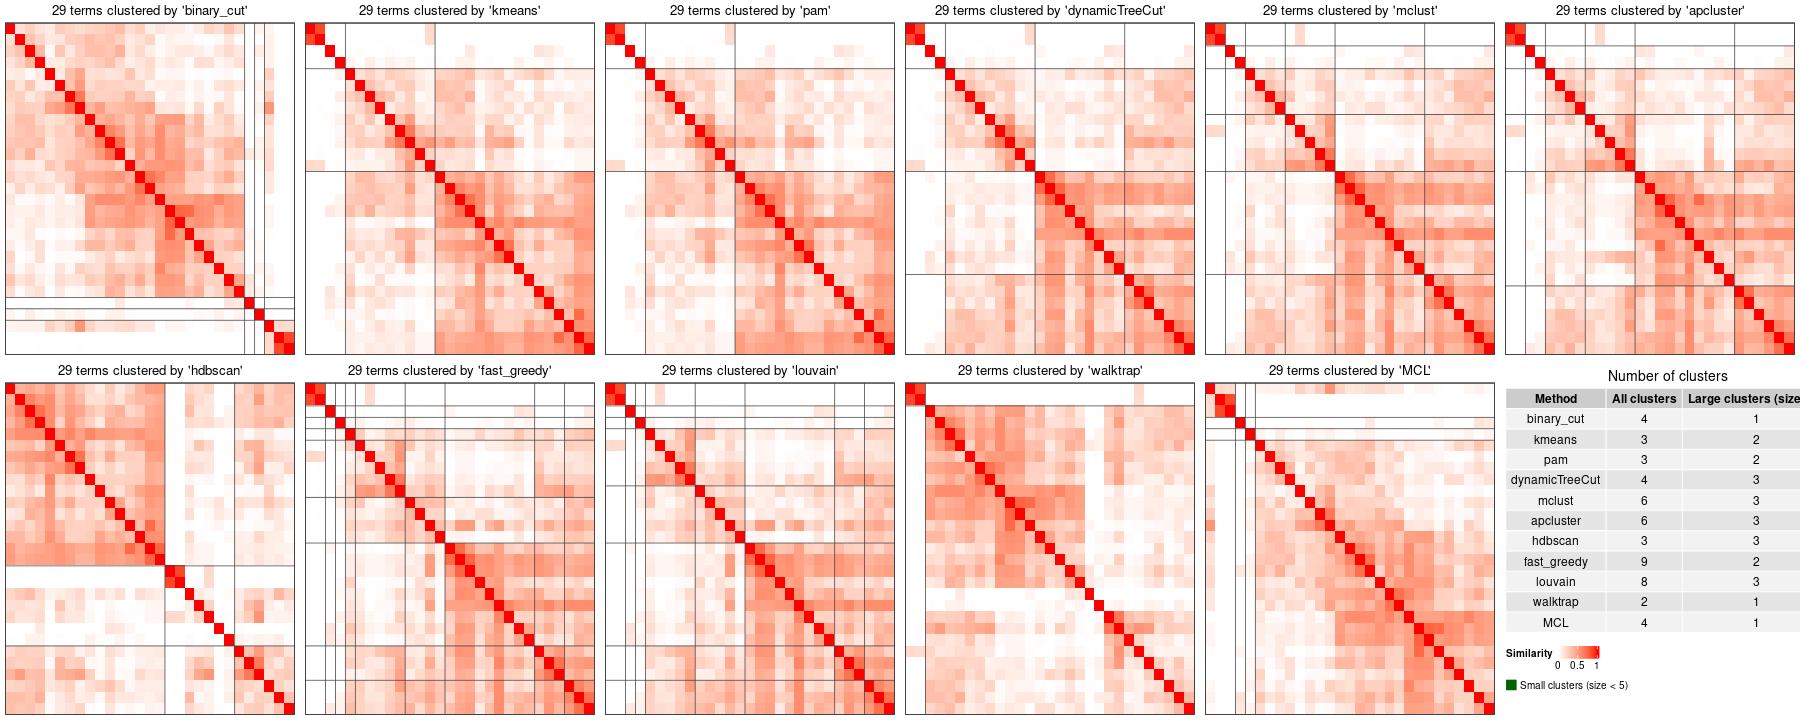 29 terms clustered by 'binary_cut'
29 terms clustered by 'kmeans'
29 terms clustered by 'pam'
29 terms clustered by 'dynamicTreeCut'
29 terms clustered by 'mclust'
29 terms clustered by 'apcluster'
29 terms clustered by 'hdbscan'
29 terms clustered by 'fast_greedy'
29 terms clustered by 'louvain'
29 terms clustered by 'walktrap'
29 terms clustered by 'MCL'
Number of clusters
Method All clusters Large clusters (size
binary_cut 4 1
kmeans 3 2
pam 3 2
dynamicTreeCut 4 3
mclust 6 3
apcluster 6 3
hdbscan 3 3
fast_greedy 9 2
louvain 8 3
walktrap 2 1
MCL 4 1
Similarity
0 0.5 1
Small clusters (size < 5)